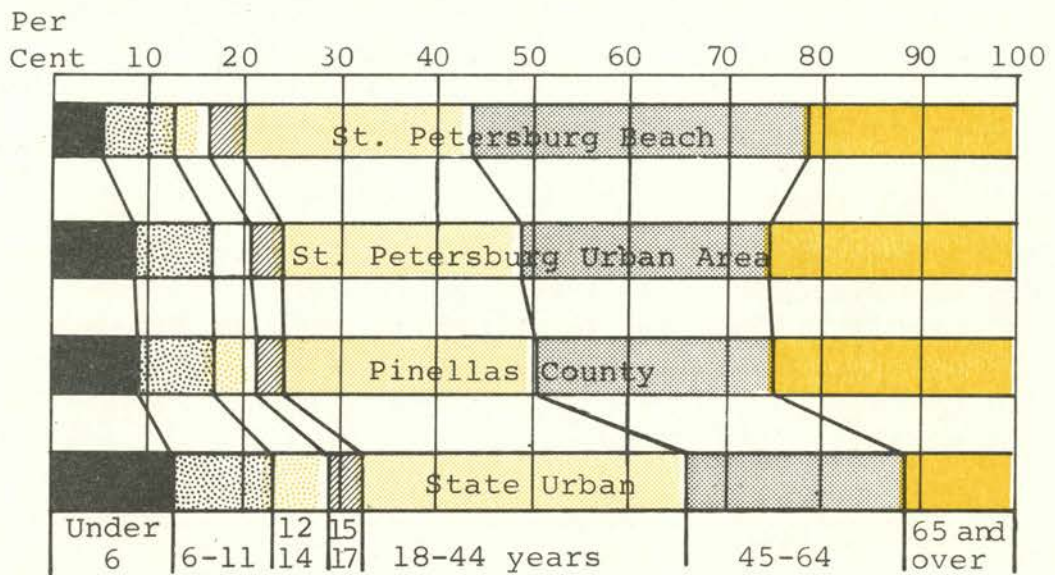 Per
Cent 10 20 30 40 50 60 70 80 90 100
St. Petersburg Beach
St. Petersburg Urban Area
Pinellas County
State Urban
Under 6
6-11
12 14
15 17
18-44 years
45-64
65 and over